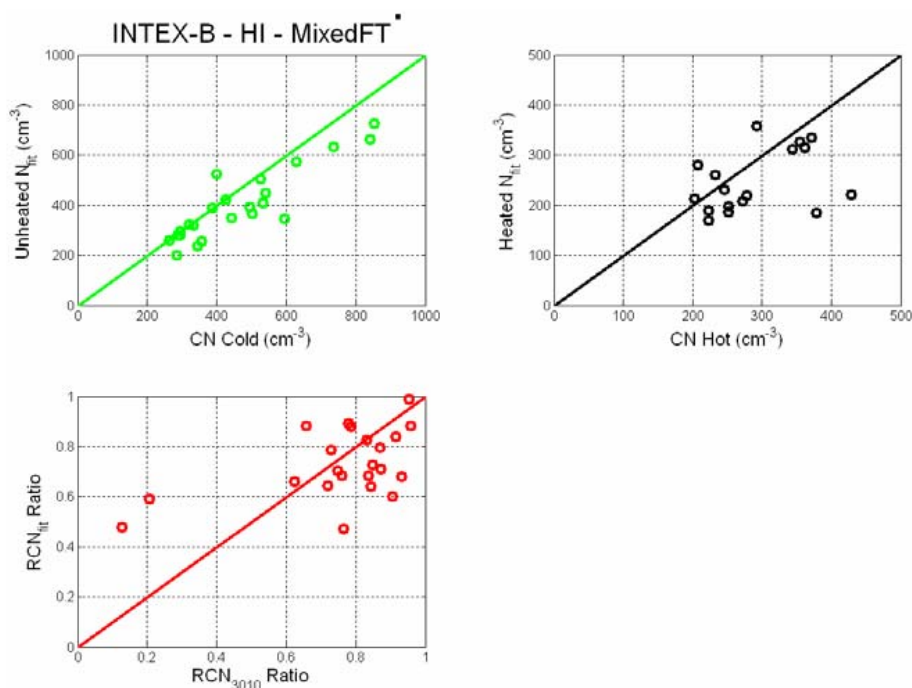 INTEX-B - HI - MixedFT
1000
800
600
400
200
0
Unheated N_fit (cm⁻³)
0 200 400 600 800 1000
CN Cold (cm⁻³)
500
400
300
200
100
0
Heated N_fit (cm⁻³)
0 100 200 300 400 500
CN Hot (cm⁻³)
1
0.8
0.6
0.4
0.2
0
RCN_fit Ratio
0 0.2 0.4 0.6 0.8 1
RCN_3010 Ratio